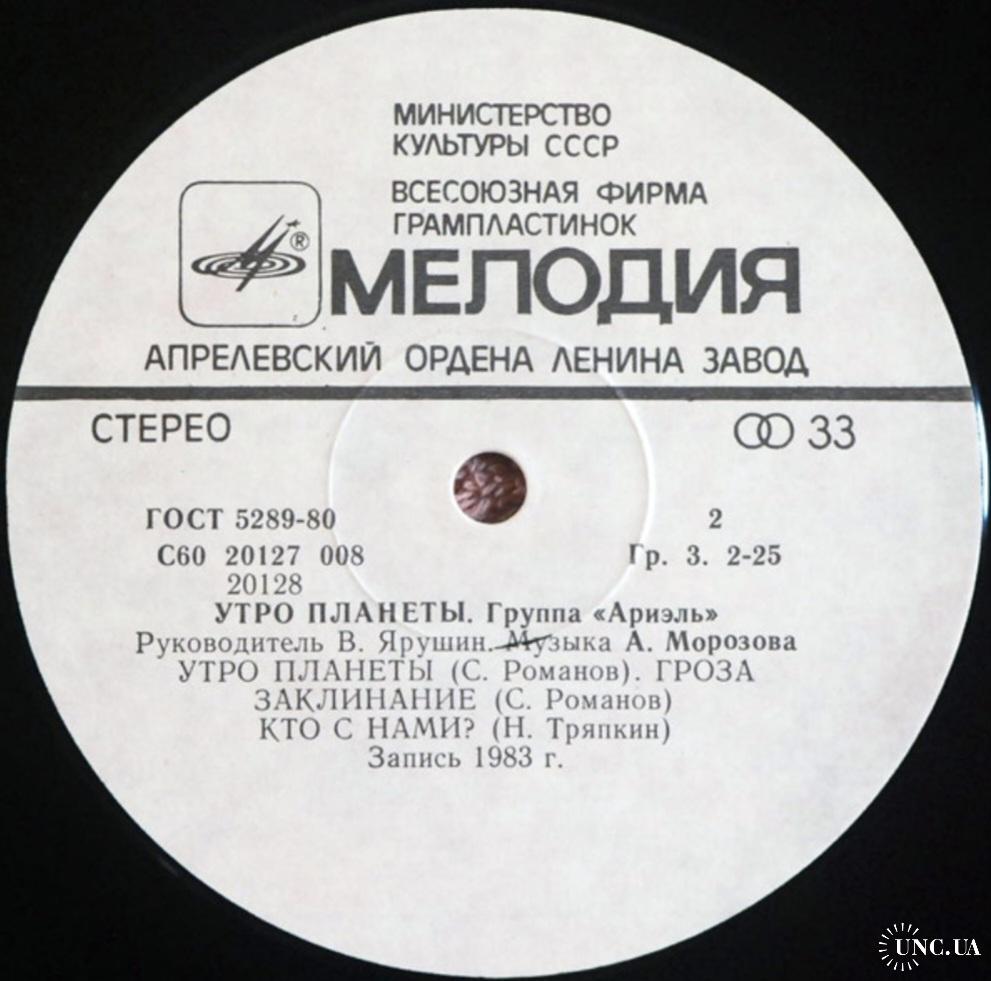 МИНИСТЕРСТВО
КУЛЬТУРЫ СССР
ВСЕСОЮЗНАЯ ФИРМА
ГРАМПЛАСТИНОК
®
МЕЛОДИЯ
АПРЕЛЕВСКИЙ ОРДЕНА ЛЕНИНА ЗАВОД
СТЕРЕО 33
ГОСТ 5289-80 2
С60 20127 008 Гр. 3. 2-25
20128
УТРО ПЛАНЕТЫ. Группа «Ариэль»
Руководитель В. Ярушин. Музыка А. Морозова
УТРО ПЛАНЕТЫ (С. Романов). ГРОЗА
ЗАКЛИНАНИЕ (С. Романов)
КТО С НАМИ? (Н. Тряпкин)
Запись 1983 г.
UNC.UA